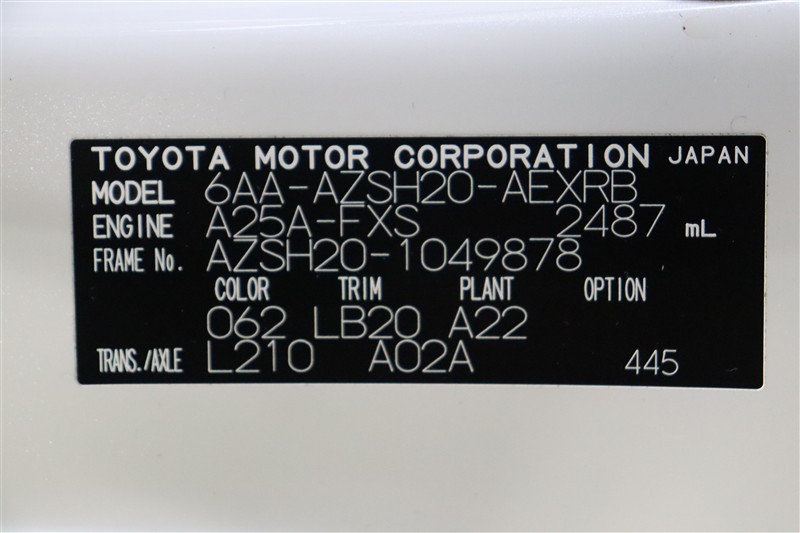 TOYOTA MOTOR CORPORATION JAPAN
MODEL 6AA-AZSH20-AEXRB
ENGINE A25A-FXS 2487 mL
FRAME No. AZSH20-1049878
COLOR TRIM PLANT OPTION
062 LB20 A22
TRANS./AXLE L210 A02A 445